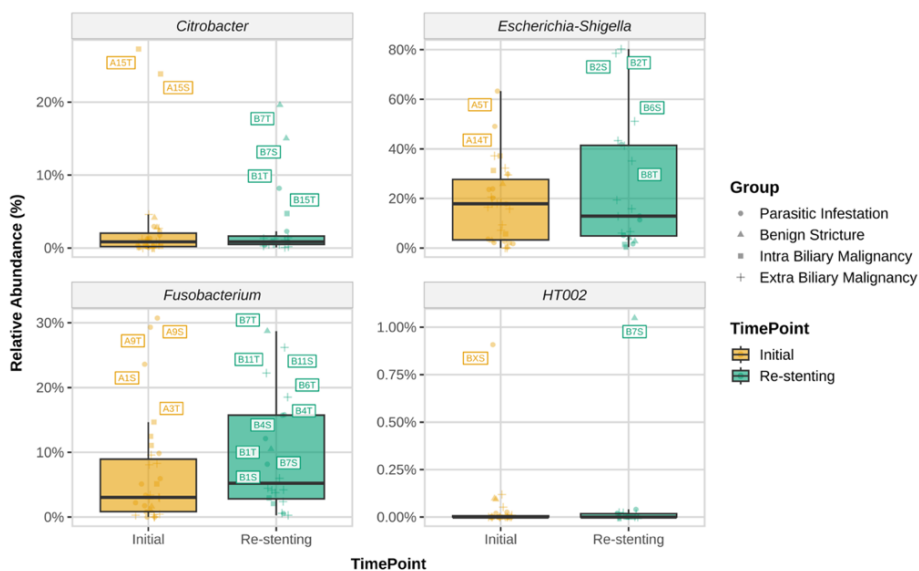 Citrobacter
Escherichia-Shigella
Relative Abundance (%)
20%
10%
0%
A15T
A15S
B7T
B7S
B1T
B15T
80%
60%
40%
20%
0%
A5T
A14T
B2S
B2T
B6S
B8T
Fusobacterium
HT002
30%
20%
10%
0%
A9T
A9S
A1S
A3T
B7T
B11T
B11S
B6T
B4T
B4S
B1T
B7S
B1S
1.00%
0.75%
0.50%
0.25%
0.00%
BXS
B7S
Initial
Re-stenting
Initial
Re-stenting
TimePoint
Group
Parasitic Infestation
Benign Stricture
Intra Biliary Malignancy
Extra Biliary Malignancy
TimePoint
Initial
Re-stenting